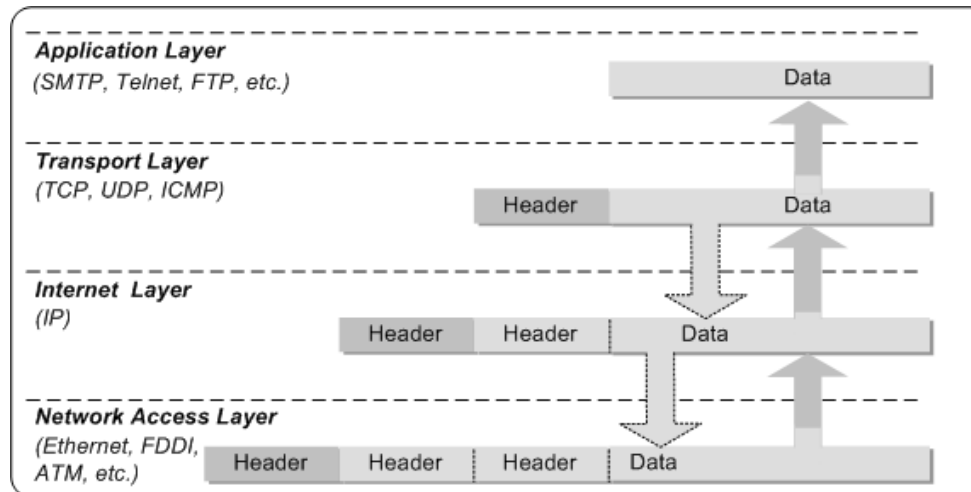 Application Layer
(SMTP, Telnet, FTP, etc.)
Data
Transport Layer
(TCP, UDP, ICMP)
Header Data
Internet Layer
(IP)
Header Header Data
Network Access Layer
(Ethernet, FDDI,
ATM, etc.)
Header Header Header Data